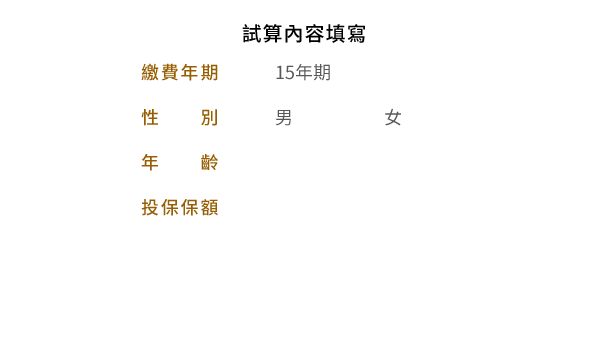 試算內容填寫
繳費年期 15年期
性 別 男 女
年 齡
投保保額